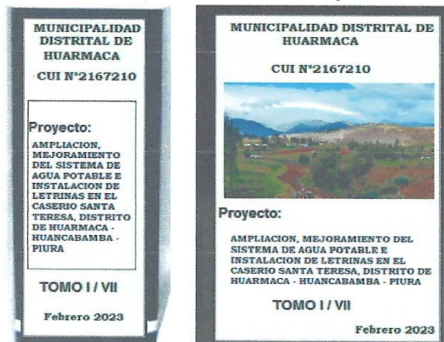 MUNICIPALIDAD
DISTRITAL DE
HUARMACA
CUI N°2167210
Proyecto:
AMPLIACION,
MEJORAMIENTO
DEL SISTEMA DE
AGUA POTABLE E
INSTALACION DE
LETRINAS EN EL
CASERIO SANTA
TERESA, DISTRITO
DE HUARMACA -
HUANCABAMBA -
PIURA
TOMO I / VII
Febrero 2023
MUNICIPALIDAD DISTRITAL DE
HUARMACA
CUI N°2167210
Proyecto:
AMPLIACION, MEJORAMIENTO DEL
SISTEMA DE AGUA POTABLE E
INSTALACION DE LETRINAS EN EL
CASERIO SANTA TERESA, DISTRITO DE
HUARMACA - HUANCABAMBA - PIURA
TOMO I / VII
Febrero 2023